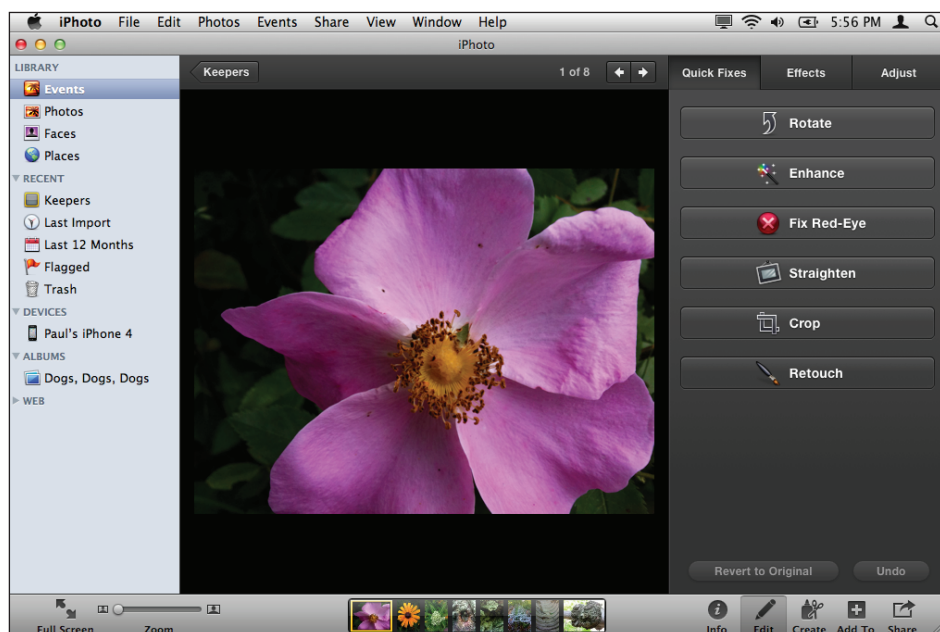 iPhoto File Edit Photos Events Share View Window Help 5:56 PM
iPhoto
LIBRARY
Events
Photos
Faces
Places
RECENT
Keepers
Last Import
Last 12 Months
Flagged
Trash
DEVICES
Paul's iPhone 4
ALBUMS
Dogs, Dogs, Dogs
WEB
Keepers 1 of 8
Quick Fixes Effects Adjust
Rotate
Enhance
Fix Red-Eye
Straighten
Crop
Retouch
Revert to Original Undo
Full Screen Zoom Info Edit Create Add To Share